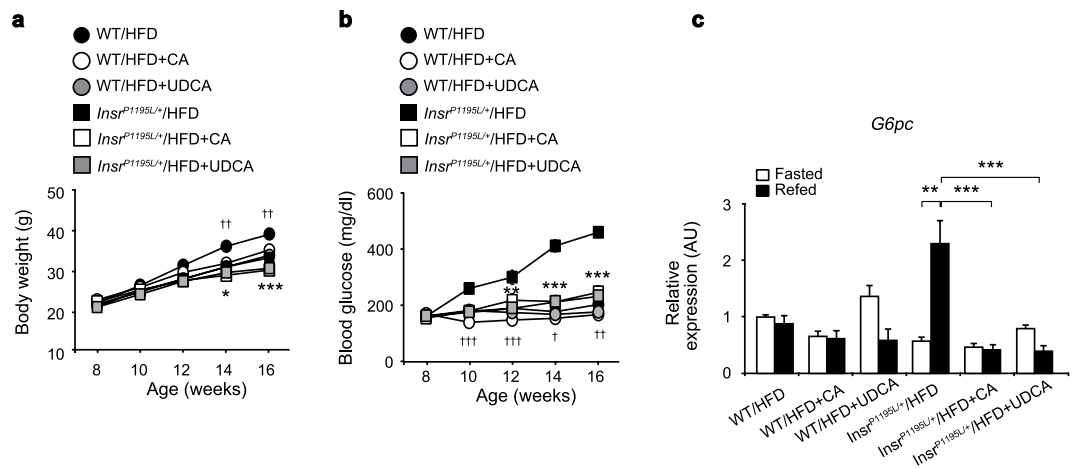 a
WT/HFD
WT/HFD+CA
WT/HFD+UDCA
Insr^P1195L/+/HFD
Insr^P1195L/+/HFD+CA
Insr^P1195L/+/HFD+UDCA
50
40
30
20
10
Body weight (g)
††
††
*
***
8 10 12 14 16
Age (weeks)
b
WT/HFD
WT/HFD+CA
WT/HFD+UDCA
Insr^P1195L/+/HFD
Insr^P1195L/+/HFD+CA
Insr^P1195L/+/HFD+UDCA
600
400
200
0
Blood glucose (mg/dl)
**
***
***
†††
†††
†
††
8 10 12 14 16
Age (weeks)
c
G6pc
Fasted
Refed
***
**
***
3
2
1
0
Relative
expression (AU)
WT/HFD
WT/HFD+CA
WT/HFD+UDCA
Insr^P1195L/+/HFD
Insr^P1195L/+/HFD+CA
Insr^P1195L/+/HFD+UDCA